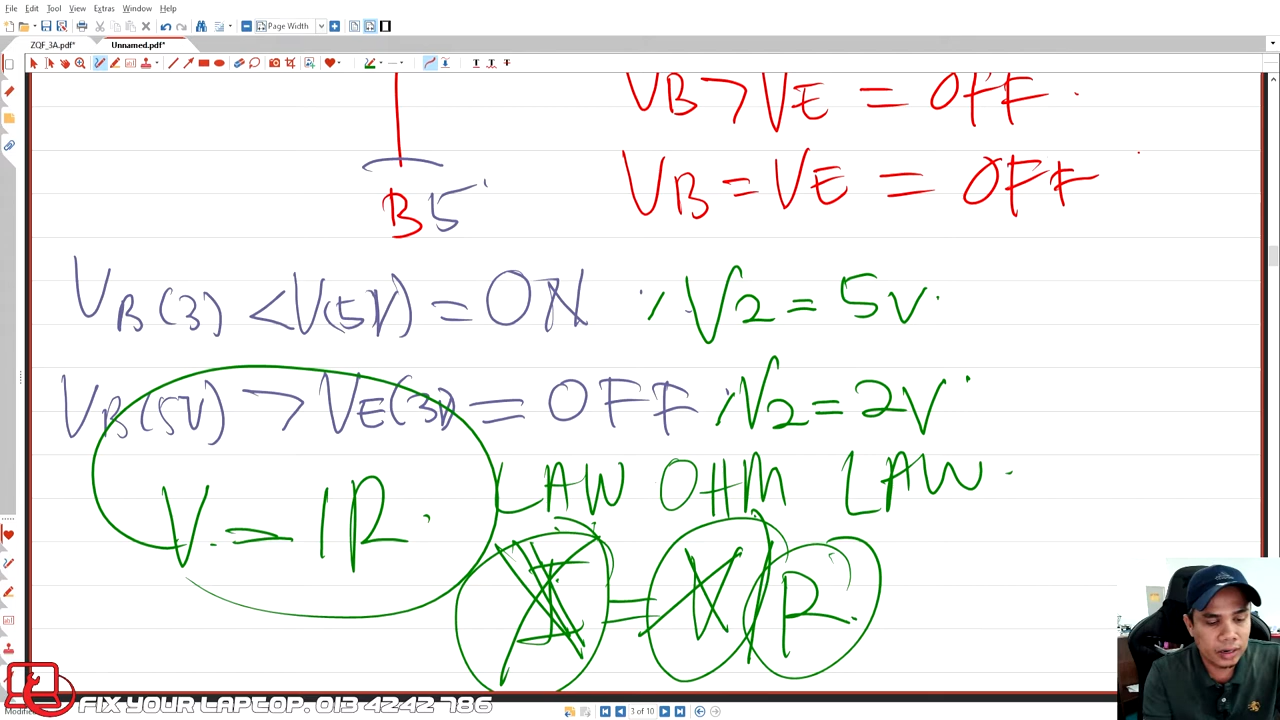 File Edit Tool View Extras Window Help
Page Width
ZQF_3A.pdf* Unnamed.pdf*
VB > VE = OFF.
VB = VE = OFF
B5
VB(3) < V(5V) = ON ∴ V2 = 5V.
VB(5V) > VE(3V) = OFF ∴ V2 = 2V
LAW OHM LAW.
V = IR.
I = V/R.
FIX YOUR LAPTOP. 013 4242 786
3 of 10